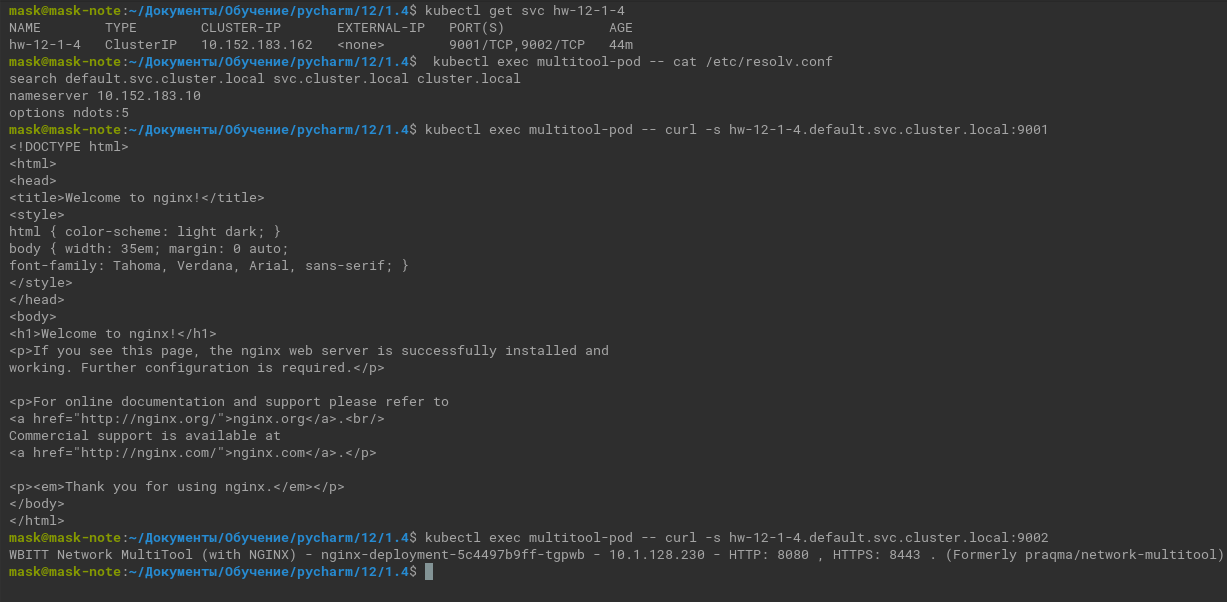 mask@mask-note:~/Документы/Обучение/pycharm/12/1.4$ kubectl get svc hw-12-1-4
NAME        TYPE        CLUSTER-IP       EXTERNAL-IP   PORT(S)             AGE
hw-12-1-4   ClusterIP   10.152.183.162   <none>        9001/TCP,9002/TCP   44m
mask@mask-note:~/Документы/Обучение/pycharm/12/1.4$  kubectl exec multitool-pod -- cat /etc/resolv.conf
search default.svc.cluster.local svc.cluster.local cluster.local
nameserver 10.152.183.10
options ndots:5
mask@mask-note:~/Документы/Обучение/pycharm/12/1.4$ kubectl exec multitool-pod -- curl -s hw-12-1-4.default.svc.cluster.local:9001
<!DOCTYPE html>
<html>
<head>
<title>Welcome to nginx!</title>
<style>
html { color-scheme: light dark; }
body { width: 35em; margin: 0 auto;
font-family: Tahoma, Verdana, Arial, sans-serif; }
</style>
</head>
<body>
<h1>Welcome to nginx!</h1>
<p>If you see this page, the nginx web server is successfully installed and
working. Further configuration is required.</p>

<p>For online documentation and support please refer to
<a href="http://nginx.org/">nginx.org</a>.<br/>
Commercial support is available at
<a href="http://nginx.com/">nginx.com</a>.</p>

<p><em>Thank you for using nginx.</em></p>
</body>
</html>
mask@mask-note:~/Документы/Обучение/pycharm/12/1.4$ kubectl exec multitool-pod -- curl -s hw-12-1-4.default.svc.cluster.local:9002
WBITT Network MultiTool (with NGINX) - nginx-deployment-5c4497b9ff-tgpwb - 10.1.128.230 - HTTP: 8080 , HTTPS: 8443 . (Formerly praqma/network-multitool)
mask@mask-note:~/Документы/Обучение/pycharm/12/1.4$